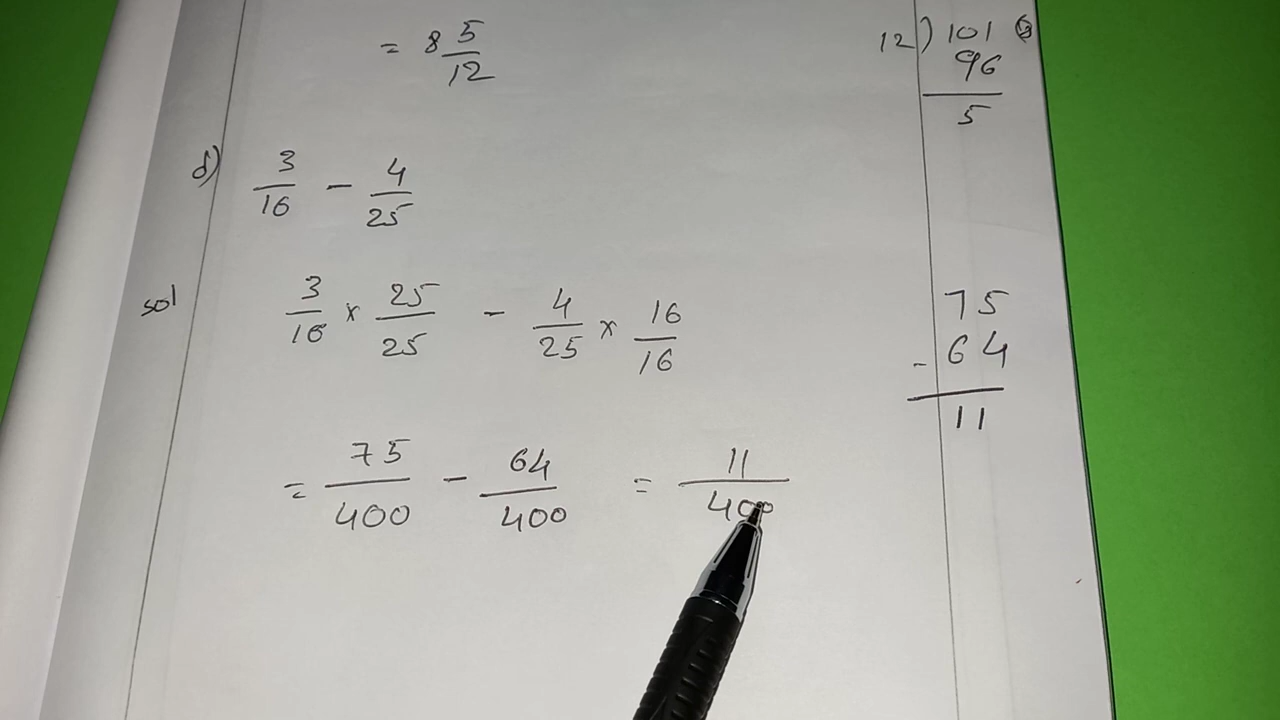 = 8 5/12
12 ) 101 (8
96
5
d) 3/16 - 4/25
sol 3/16 × 25/25 - 4/25 × 16/16
75
- 64
11
= 75/400 - 64/400 = 11/400